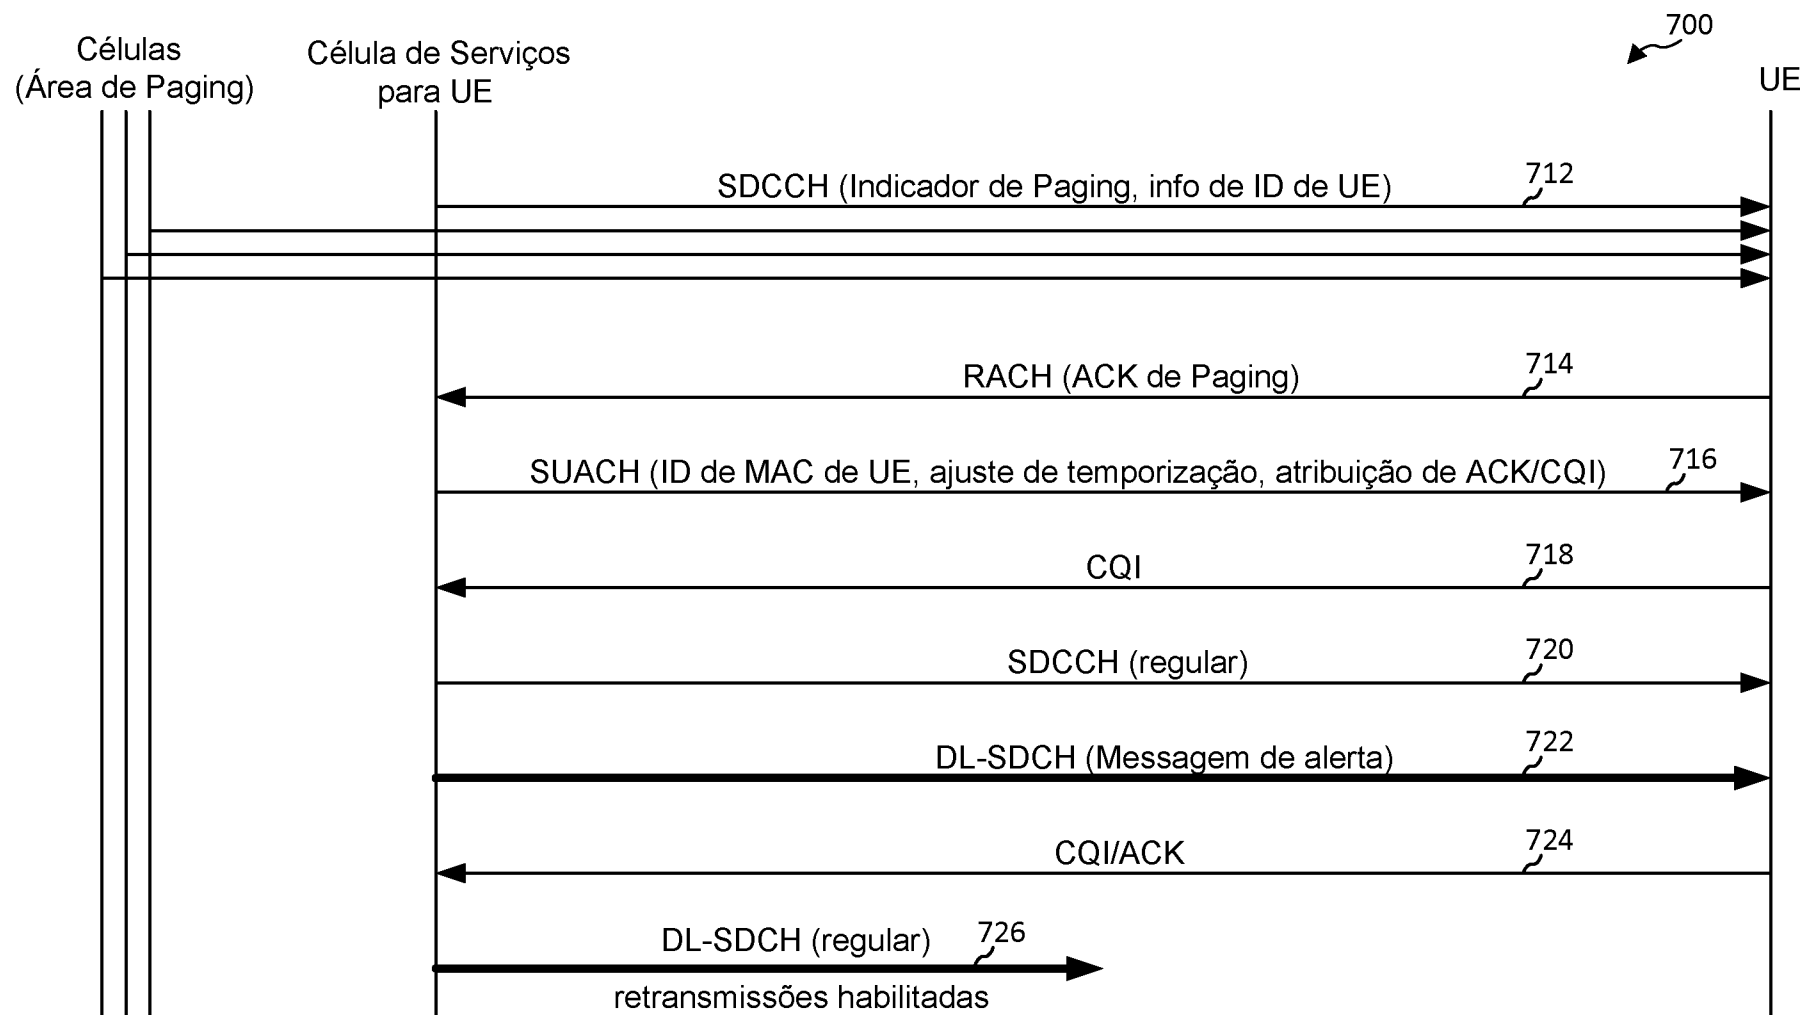 700
Células
(Área de Paging)
Célula de Serviços
para UE
UE
SDCCH (Indicador de Paging, info de ID de UE)
712
RACH (ACK de Paging)
714
SUACH (ID de MAC de UE, ajuste de temporização, atribuição de ACK/CQI)
716
CQI
718
SDCCH (regular)
720
DL-SDCH (Messagem de alerta)
722
CQI/ACK
724
DL-SDCH (regular)
726
retransmissões habilitadas